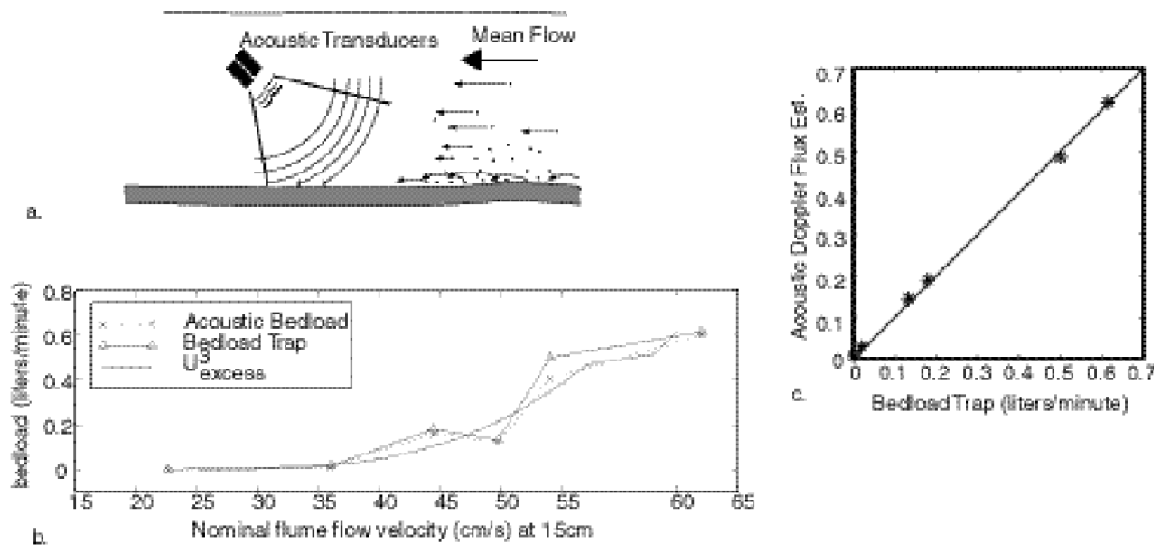 Acoustic Transducers
Mean Flow
a.
bedload (liters/minute)
0.8
0.6
0.4
0.2
0
Acoustic Bedload
Bedload Trap
U³excess
15 20 25 30 35 40 45 50 55 60 65
Nominal flume flow velocity (cm/s) at 15cm
b.
Acoustic Doppler Flux Est.
0.7
0.6
0.5
0.4
0.3
0.2
0.1
0
0 0.1 0.2 0.3 0.4 0.5 0.6 0.7
Bedload Trap (liters/minute)
c.